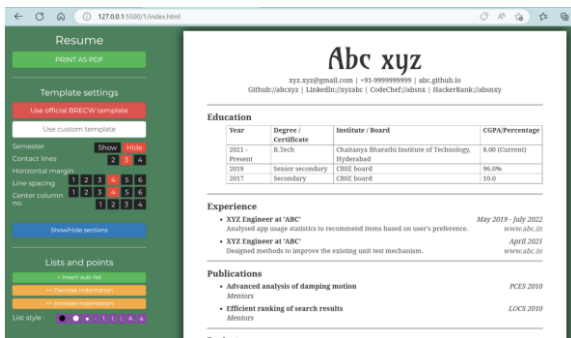 127.0.0.1:5500/1/index.html
Resume
PRINT AS PDF
Template settings
Use official BRECW template
Use custom template
Semester Show Hide
Contact lines 2 3 4
Horizontal margin 1 2 3 4 5 6
Line spacing 1 2 3 4 5 6
Center column no. 1 2 3 4
Show/Hide sections
Lists and points
+ Insert sub-list
<< Decrease indentation
>> Increase indentation
List style :
Abc xyz
xyz.xyz@gmail.com | +91-9999999999 | abc.github.io
Github://abcxyz | LinkedIn://xyzabc | CodeChef://absnx | HackerRank://absnxy
Education
Year Degree / Certificate Institute / Board CGPA/Percentage
2021 - Present B.Tech Chaitanya Bharathi Institute of Technology, Hyderabad 8.00 (Current)
2019 Senior secondary CBSE board 96.0%
2017 Secondary CBSE board 10.0
Experience
• XYZ Engineer at 'ABC' May 2019 - July 2022
Analysed app usage statistics to recommend items based on user's preference. www.abc.in
• XYZ Engineer at 'ABC' April 2021
Designed methods to improve the existing unit test mechanism. www.abc.in
Publications
• Advanced analysis of damping motion PCES 2010
Mentors
• Efficient ranking of search results LOCS 2010
Mentors